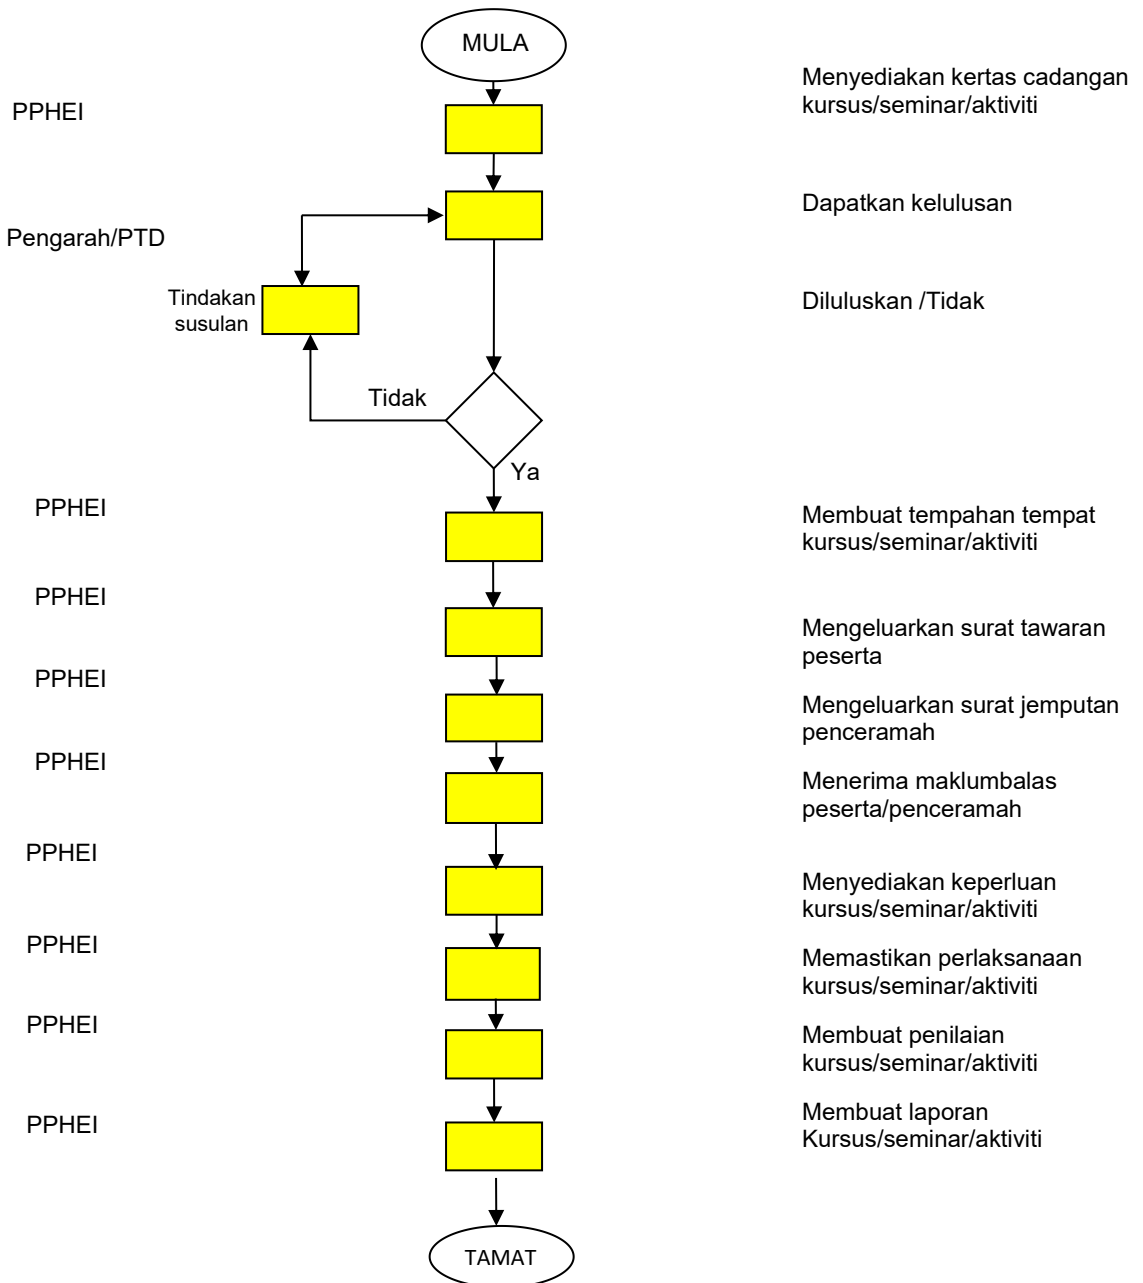 MULA
PPHEI
Menyediakan kertas cadangan
kursus/seminar/aktiviti
Pengarah/PTD
Dapatkan kelulusan
Tindakan
susulan
Diluluskan /Tidak
Tidak
Ya
PPHEI
Membuat tempahan tempat
kursus/seminar/aktiviti
PPHEI
Mengeluarkan surat tawaran
peserta
PPHEI
Mengeluarkan surat jemputan
penceramah
PPHEI
Menerima maklumbalas
peserta/penceramah
PPHEI
Menyediakan keperluan
kursus/seminar/aktiviti
PPHEI
Memastikan perlaksanaan
kursus/seminar/aktiviti
PPHEI
Membuat penilaian
kursus/seminar/aktiviti
PPHEI
Membuat laporan
Kursus/seminar/aktiviti
TAMAT